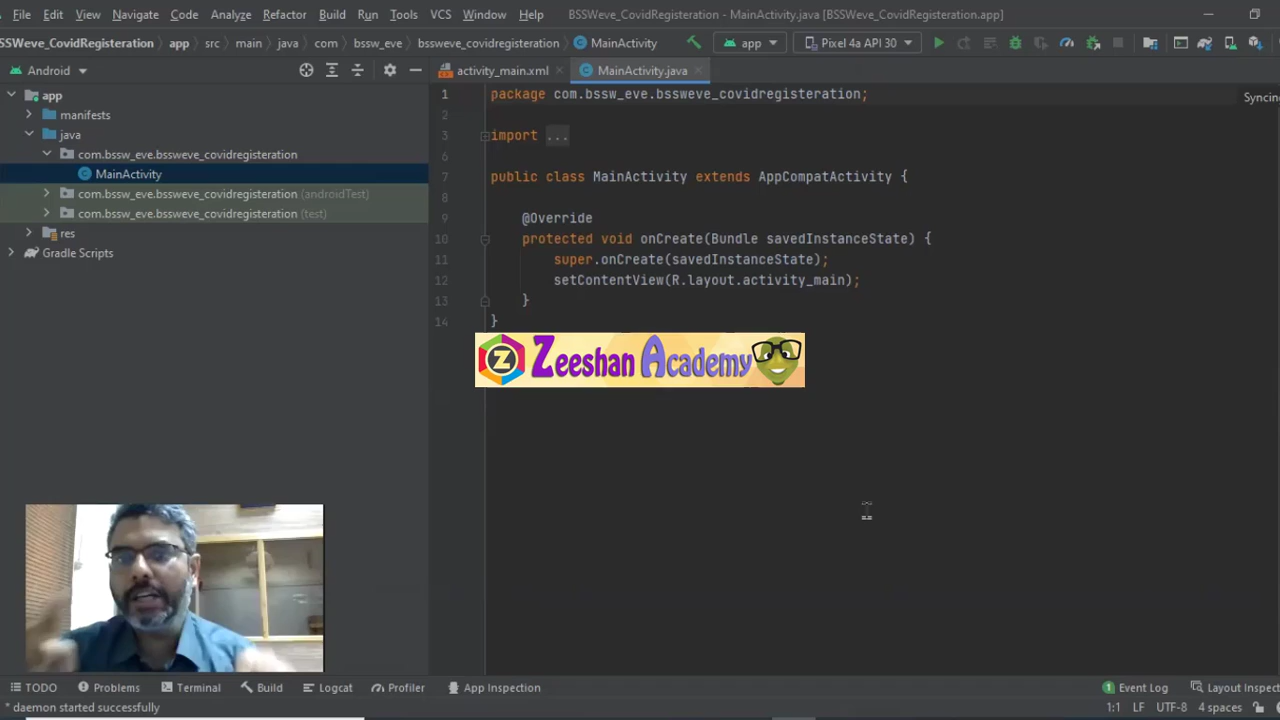 File Edit View Navigate Code Analyze Refactor Build Run Tools VCS Window Help BSSWeve_CovidRegisteration - MainActivity.java [BSSWeve_CovidRegisteration.app]
SSWeve_CovidRegisteration app src main java com bssw_eve bssweve_covidregisteration MainActivity app Pixel 4a API 30
Android activity_main.xml MainActivity.java
app
manifests
java
com.bssw_eve.bssweve_covidregisteration
MainActivity
com.bssw_eve.bssweve_covidregisteration (androidTest)
com.bssw_eve.bssweve_covidregisteration (test)
res
Gradle Scripts
1 package com.bssw_eve.bssweve_covidregisteration;
Syncing
2
3 import ...
6
7 public class MainActivity extends AppCompatActivity {
8
9 @Override
10 protected void onCreate(Bundle savedInstanceState) {
11 super.onCreate(savedInstanceState);
12 setContentView(R.layout.activity_main);
13 }
14 }
Z Zeeshan Academy
TODO Problems Terminal Build Logcat Profiler App Inspection 1 Event Log Layout Inspect
* daemon started successfully 1:1 LF UTF-8 4 spaces